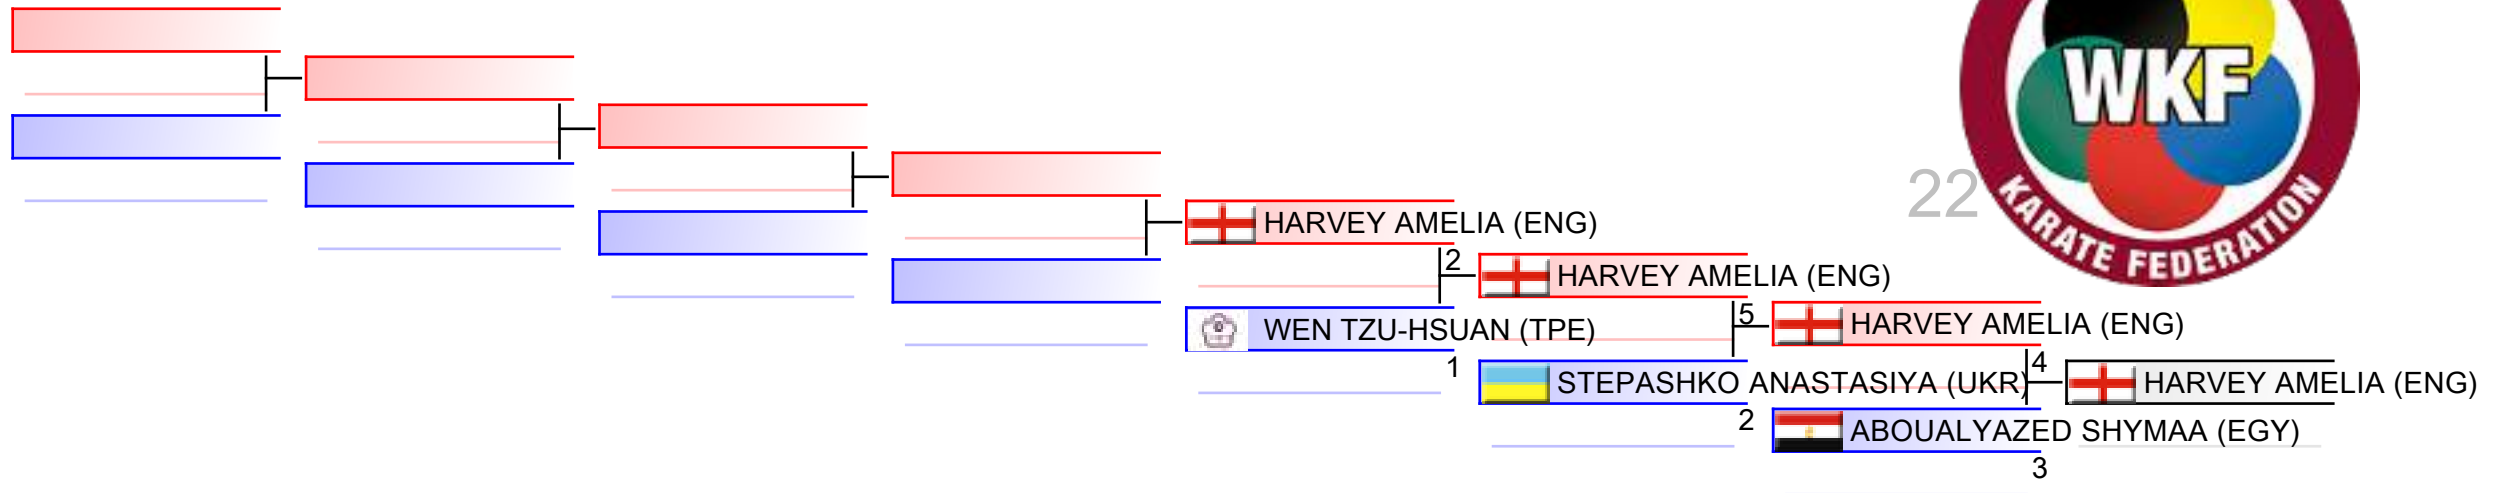 WKF
KARATE FEDERATION
22
HARVEY AMELIA (ENG)
2
HARVEY AMELIA (ENG)
WEN TZU-HSUAN (TPE)
1
5
HARVEY AMELIA (ENG)
STEPASHKO ANASTASIYA (UKR)
2
4
HARVEY AMELIA (ENG)
ABOUALYAZED SHYMAA (EGY)
3